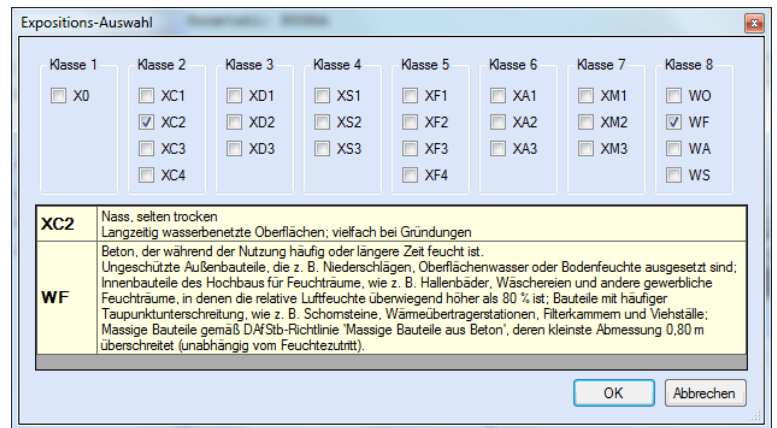 Expositions-Auswahl
Klasse 1 Klasse 2 Klasse 3 Klasse 4 Klasse 5 Klasse 6 Klasse 7 Klasse 8
X0 XC1 XD1 XS1 XF1 XA1 XM1 WO
XC2 XD2 XS2 XF2 XA2 XM2 WF
XC3 XD3 XS3 XF3 XA3 XM3 WA
XC4 XF4 WS
XC2
Nass, selten trocken
Langzeitig wasserbenetzte Oberflächen; vielfach bei Gründungen
WF
Beton, der während der Nutzung häufig oder längere Zeit feucht ist.
Ungeschützte Außenbauteile, die z. B. Niederschlägen, Oberflächenwasser oder Bodenfeuchte ausgesetzt sind;
Innenbauteile des Hochbaus für Feuchträume, wie z. B. Hallenbäder, Wäschereien und andere gewerbliche
Feuchträume, in denen die relative Luftfeuchte überwiegend höher als 80 % ist; Bauteile mit häufiger
Taupunktunterschreitung, wie z. B. Schornsteine, Wärmeübertragerstationen, Filterkammern und Viehställe;
Massige Bauteile gemäß DAfStb-Richtlinie 'Massige Bauteile aus Beton', deren kleinste Abmessung 0,80 m
überschreitet (unabhängig vom Feuchtezutritt).
OK Abbrechen